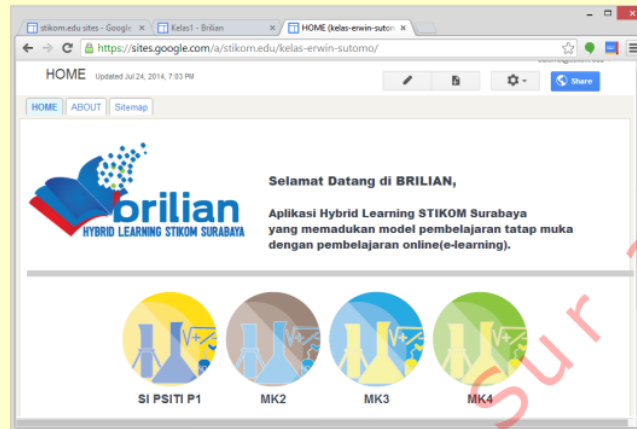 stikom.edu sites - Google
Kelas1 - Brilian
HOME (kelas-erwin-sutom
https://sites.google.com/a/stikom.edu/kelas-erwin-sutomo/
HOME Updated Jul 24, 2014, 7:03 PM
Share
HOME ABOUT Sitemap
brilian
HYBRID LEARNING STIKOM SURABAYA
Selamat Datang di BRILIAN,
Aplikasi Hybrid Learning STIKOM Surabaya
yang memadukan model pembelajaran tatap muka
dengan pembelajaran online(e-learning).
SI PSITI P1
MK2
MK3
MK4
sur